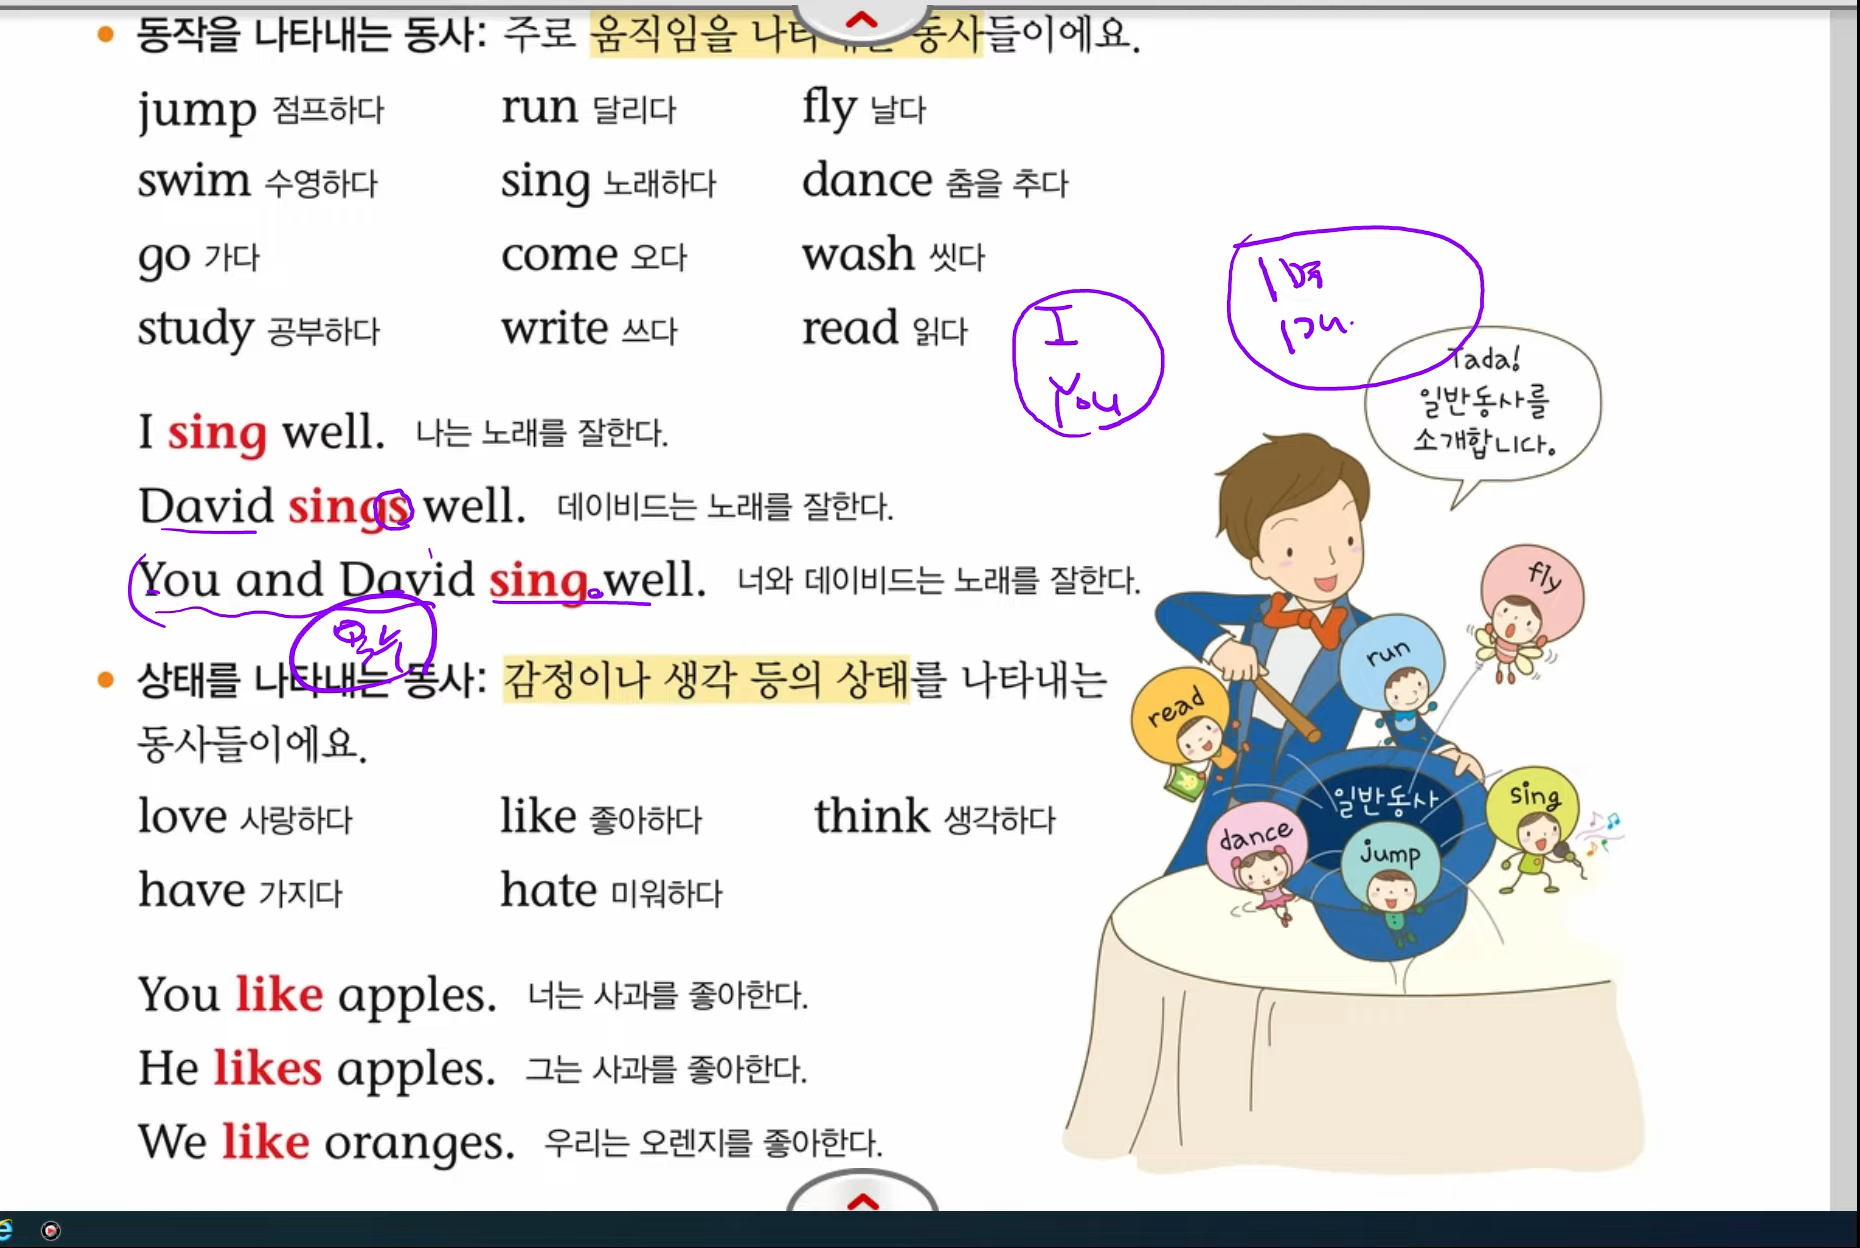 동작을 나타내는 동사: 주로 움직임을 나타내는 동사들이에요.
jump 점프하다 run 달리다 fly 날다
swim 수영하다 sing 노래하다 dance 춤을 추다
go 가다 come 오다 wash 씻다
study 공부하다 write 쓰다 read 읽다
I
You
Tada!
일반동사를
소개합니다.
I sing well. 나는 노래를 잘한다.
David sings well. 데이비드는 노래를 잘한다.
You and David sing well. 너와 데이비드는 노래를 잘한다.
상태를 나타내는 동사: 감정이나 생각 등의 상태를 나타내는
동사들이에요.
love 사랑하다 like 좋아하다 think 생각하다
have 가지다 hate 미워하다
You like apples. 너는 사과를 좋아한다.
He likes apples. 그는 사과를 좋아한다.
We like oranges. 우리는 오렌지를 좋아한다.
fly
run
read
일반동사
sing
dance
jump